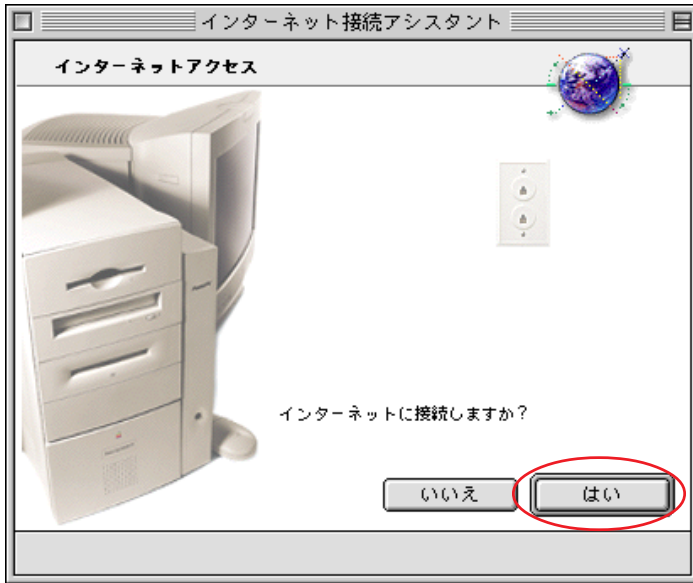 インターネット接続アシスタント
インターネットアクセス
インターネットに接続しますか？
いいえ
はい